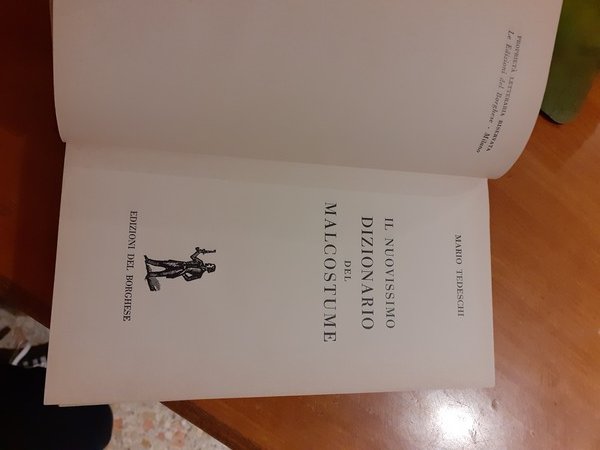 PROPRIETÀ LETTERARIA RISERVATA
Le Edizioni del Borghese - Milano
MARIO TEDESCHI
IL NUOVISSIMO
DIZIONARIO
DEL
MALCOSTUME
EDIZIONI DEL BORGHESE